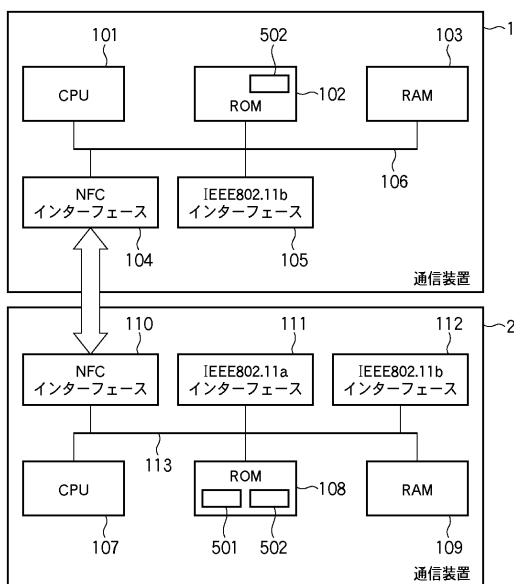 101
502
103
1
CPU
ROM
102
RAM
106
NFC
インターフェース
IEEE802.11b
インターフェース
104
105
通信装置
2
110
111
112
NFC
インターフェース
IEEE802.11a
インターフェース
IEEE802.11b
インターフェース
113
CPU
ROM
108
RAM
107
501
502
109
通信装置